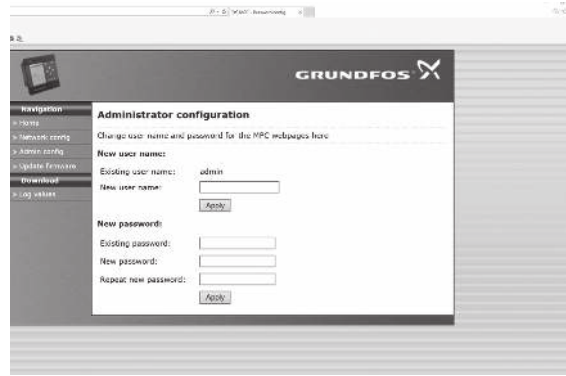 GRUNDFOS
Navigation
> Home
> Network config
> Admin config
> Update firmware
Download
> Log values
Administrator configuration
Change user name and password for the MPC webpages here
New user name:
Existing user name: admin
New user name:
Apply
New password:
Existing password:
New password:
Repeat new password:
Apply